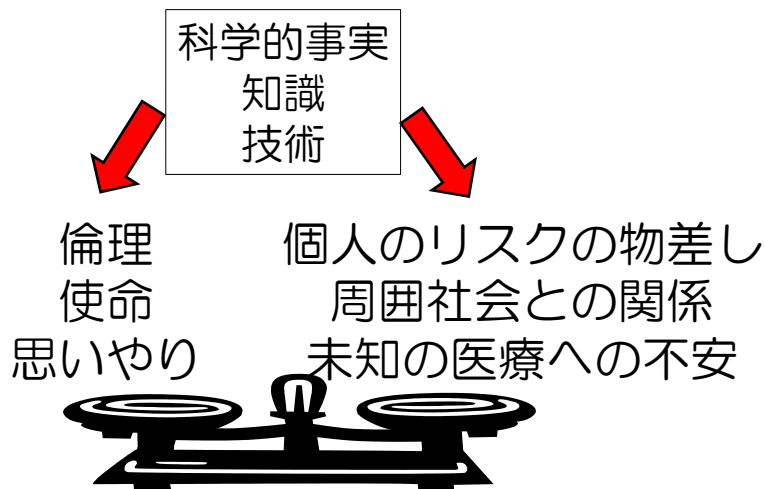 科学的事実
知識
技術
倫理
使命
思いやり
個人のリスクの物差し
周囲社会との関係
未知の医療への不安